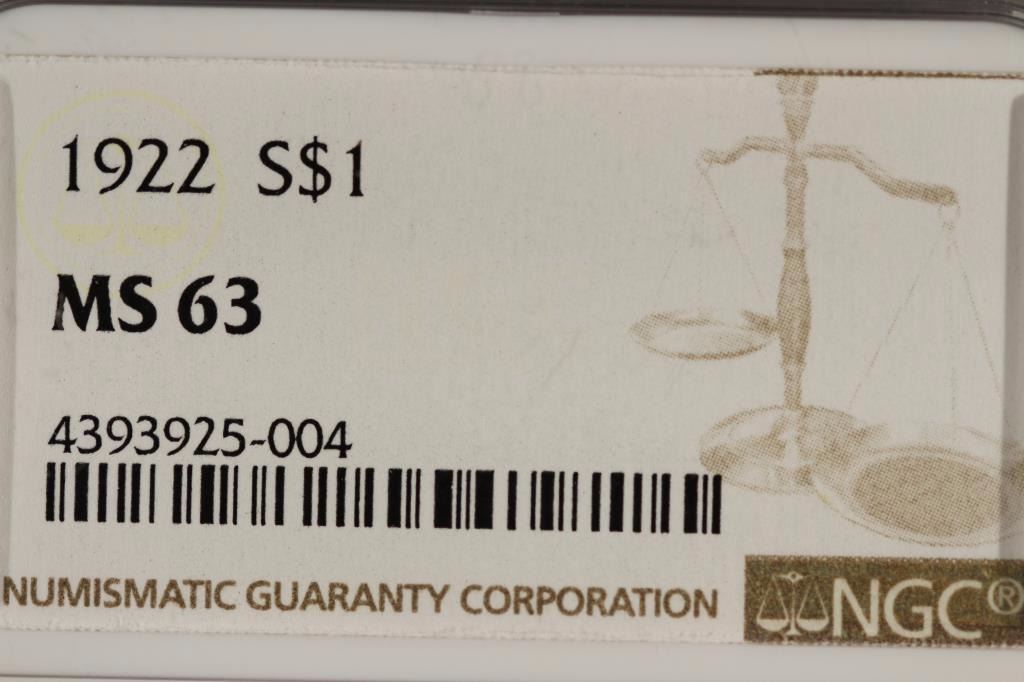 1922 S$1
MS 63
4393925-004
NUMISMATIC GUARANTY CORPORATION
NGC®